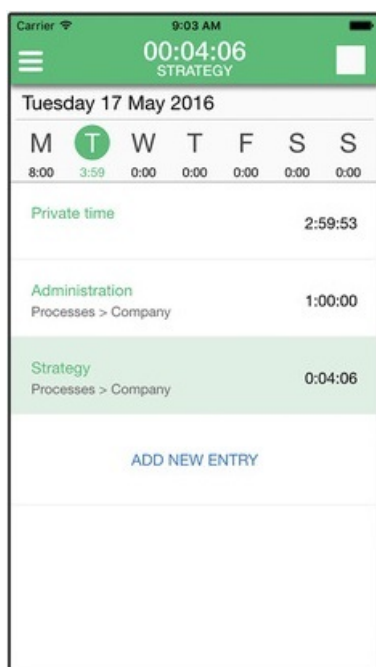 Carrier 9:03 AM
00:04:06
STRATEGY
Tuesday 17 May 2016
M T W T F S S
8:00 3:59 0:00 0:00 0:00 0:00 0:00
Private time
2:59:53
Administration
1:00:00
Processes > Company
Strategy
0:04:06
Processes > Company
ADD NEW ENTRY